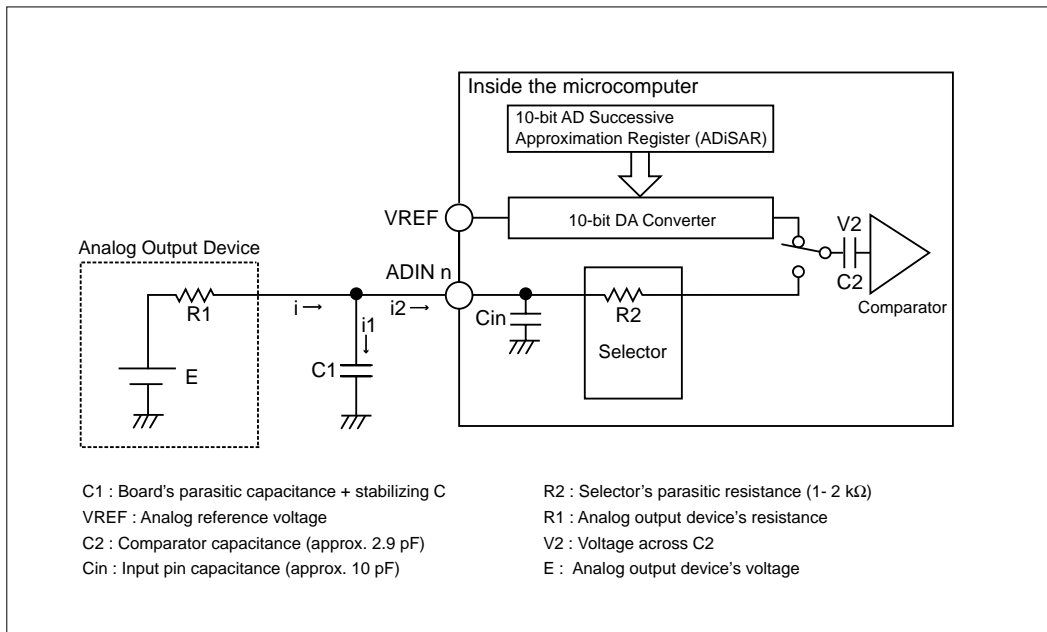 Inside the microcomputer
10-bit AD Successive
Approximation Register (ADiSAR)
VREF
10-bit DA Converter
V2
C2
Comparator
Analog Output Device
ADIN n
R1
i →
i2 →
i1
↓
C1
E
Cin
R2
Selector
C1 : Board's parasitic capacitance + stabilizing C
VREF : Analog reference voltage
C2 : Comparator capacitance (approx. 2.9 pF)
Cin : Input pin capacitance (approx. 10 pF)
R2 : Selector's parasitic resistance (1- 2 kΩ)
R1 : Analog output device's resistance
V2 : Voltage across C2
E : Analog output device's voltage